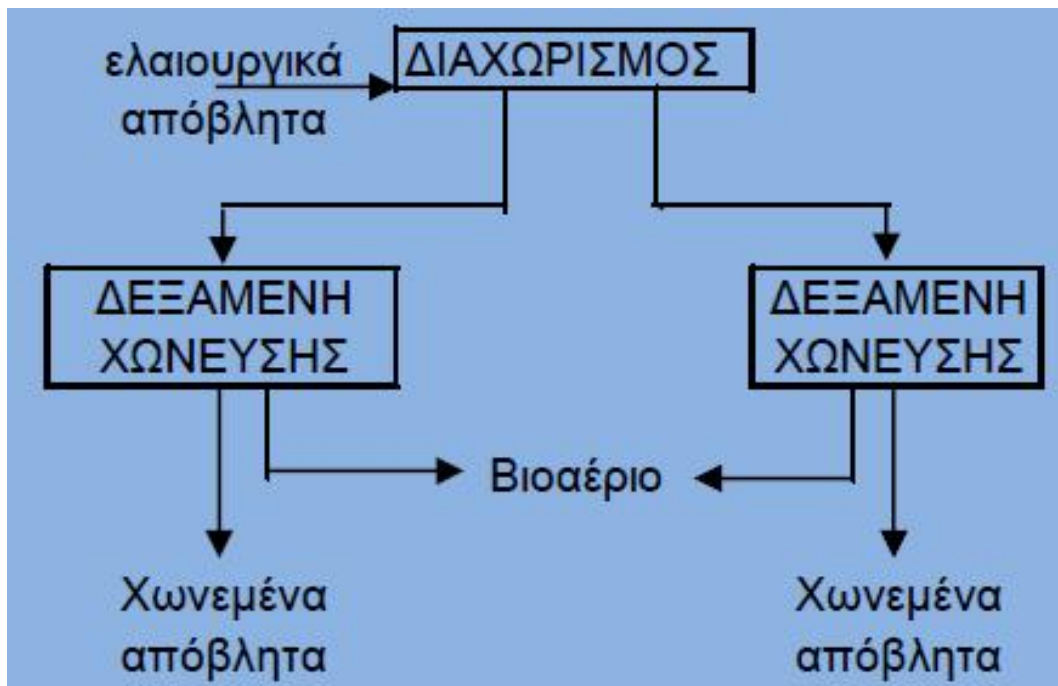 ελαιουργικά
απόβλητα
ΔΙΑΧΩΡΙΣΜΟΣ
ΔΕΞΑΜΕΝΗ
ΧΩΝΕΥΣΗΣ
ΔΕΞΑΜΕΝΗ
ΧΩΝΕΥΣΗΣ
Βιοαέριο
Χωνεμένα
απόβλητα
Χωνεμένα
απόβλητα